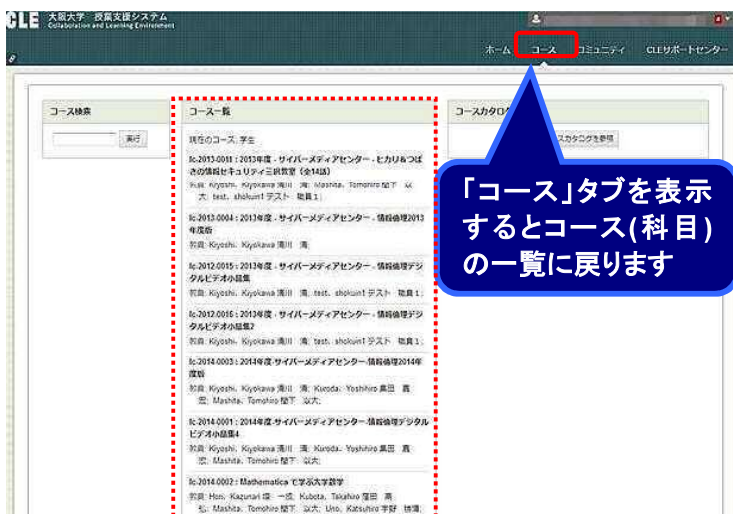 CLE 大阪大学 授業支援システム
Collaboration and Learning Environment
ホーム コース コミュニティ CLEサポートセンター
コース検索
実行
コース一覧
現在のコース: 学生
lc-2013-0011 : 2013年度 - サイバーメディアセンター - ヒカリ&つば
さの情報セキュリティ三択教室 (全14話)
教員: Kiyoshi、Kiyokawa 清川 清; Mashita、Tomohiro 間下 以
大; test、shokuin1 テスト 職員1;
lc-2013-0004 : 2013年度 - サイバーメディアセンター - 情報倫理2013
年度版
教員: Kiyoshi、Kiyokawa 清川 清;
lc-2012-0015 : 2013年度 - サイバーメディアセンター - 情報倫理デジ
タルビデオ小品集
教員: Kiyoshi、Kiyokawa 清川 清; test、shokuin1 テスト 職員1;
lc-2012-0016 : 2013年度 - サイバーメディアセンター - 情報倫理デジ
タルビデオ小品集2
教員: Kiyoshi、Kiyokawa 清川 清; test、shokuin1 テスト 職員1;
lc-2014-0003 : 2014年度-サイバーメディアセンター-情報倫理2014年
度版
教員: Kiyoshi、Kiyokawa 清川 清; Kuroda、Yoshihiro 黒田 嘉
宏; Mashita、Tomohiro 間下 以大;
lc-2014-0001 : 2014年度-サイバーメディアセンター-情報倫理デジタル
ビデオ小品集4
教員: Kiyoshi、Kiyokawa 清川 清; Kuroda、Yoshihiro 黒田 嘉
宏; Mashita、Tomohiro 間下 以大;
lc-2014-0002 : Mathematica で学ぶ大学数学
教員: Hori、Kazunari 堀 一成; Kubota、Takahiro 窪田 高
弘; Mashita、Tomohiro 間下 以大; Uno、Katsuhiro 宇野 勝博;
コースカタログ
スカタログを参照
「コース」タブを表示
するとコース(科目)
の一覧に戻ります